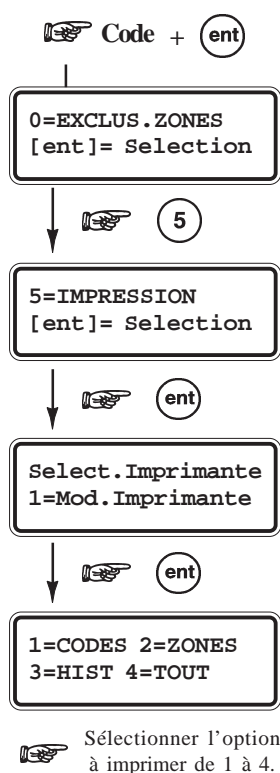 Code + ent
0=EXCLUS.ZONES
[ent]= Selection
5
5=IMPRESSION
[ent]= Selection
ent
Select.Imprimante
1=Mod.Imprimante
ent
1=CODES 2=ZONES
3=HIST 4=TOUT
Sélectionner l'option
à imprimer de 1 à 4.